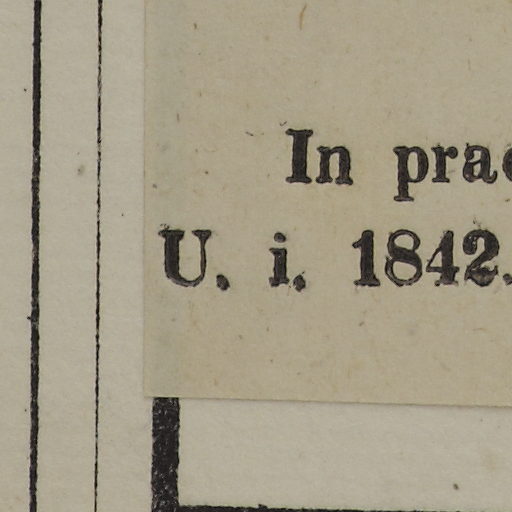 In prae
U. i. 1842.